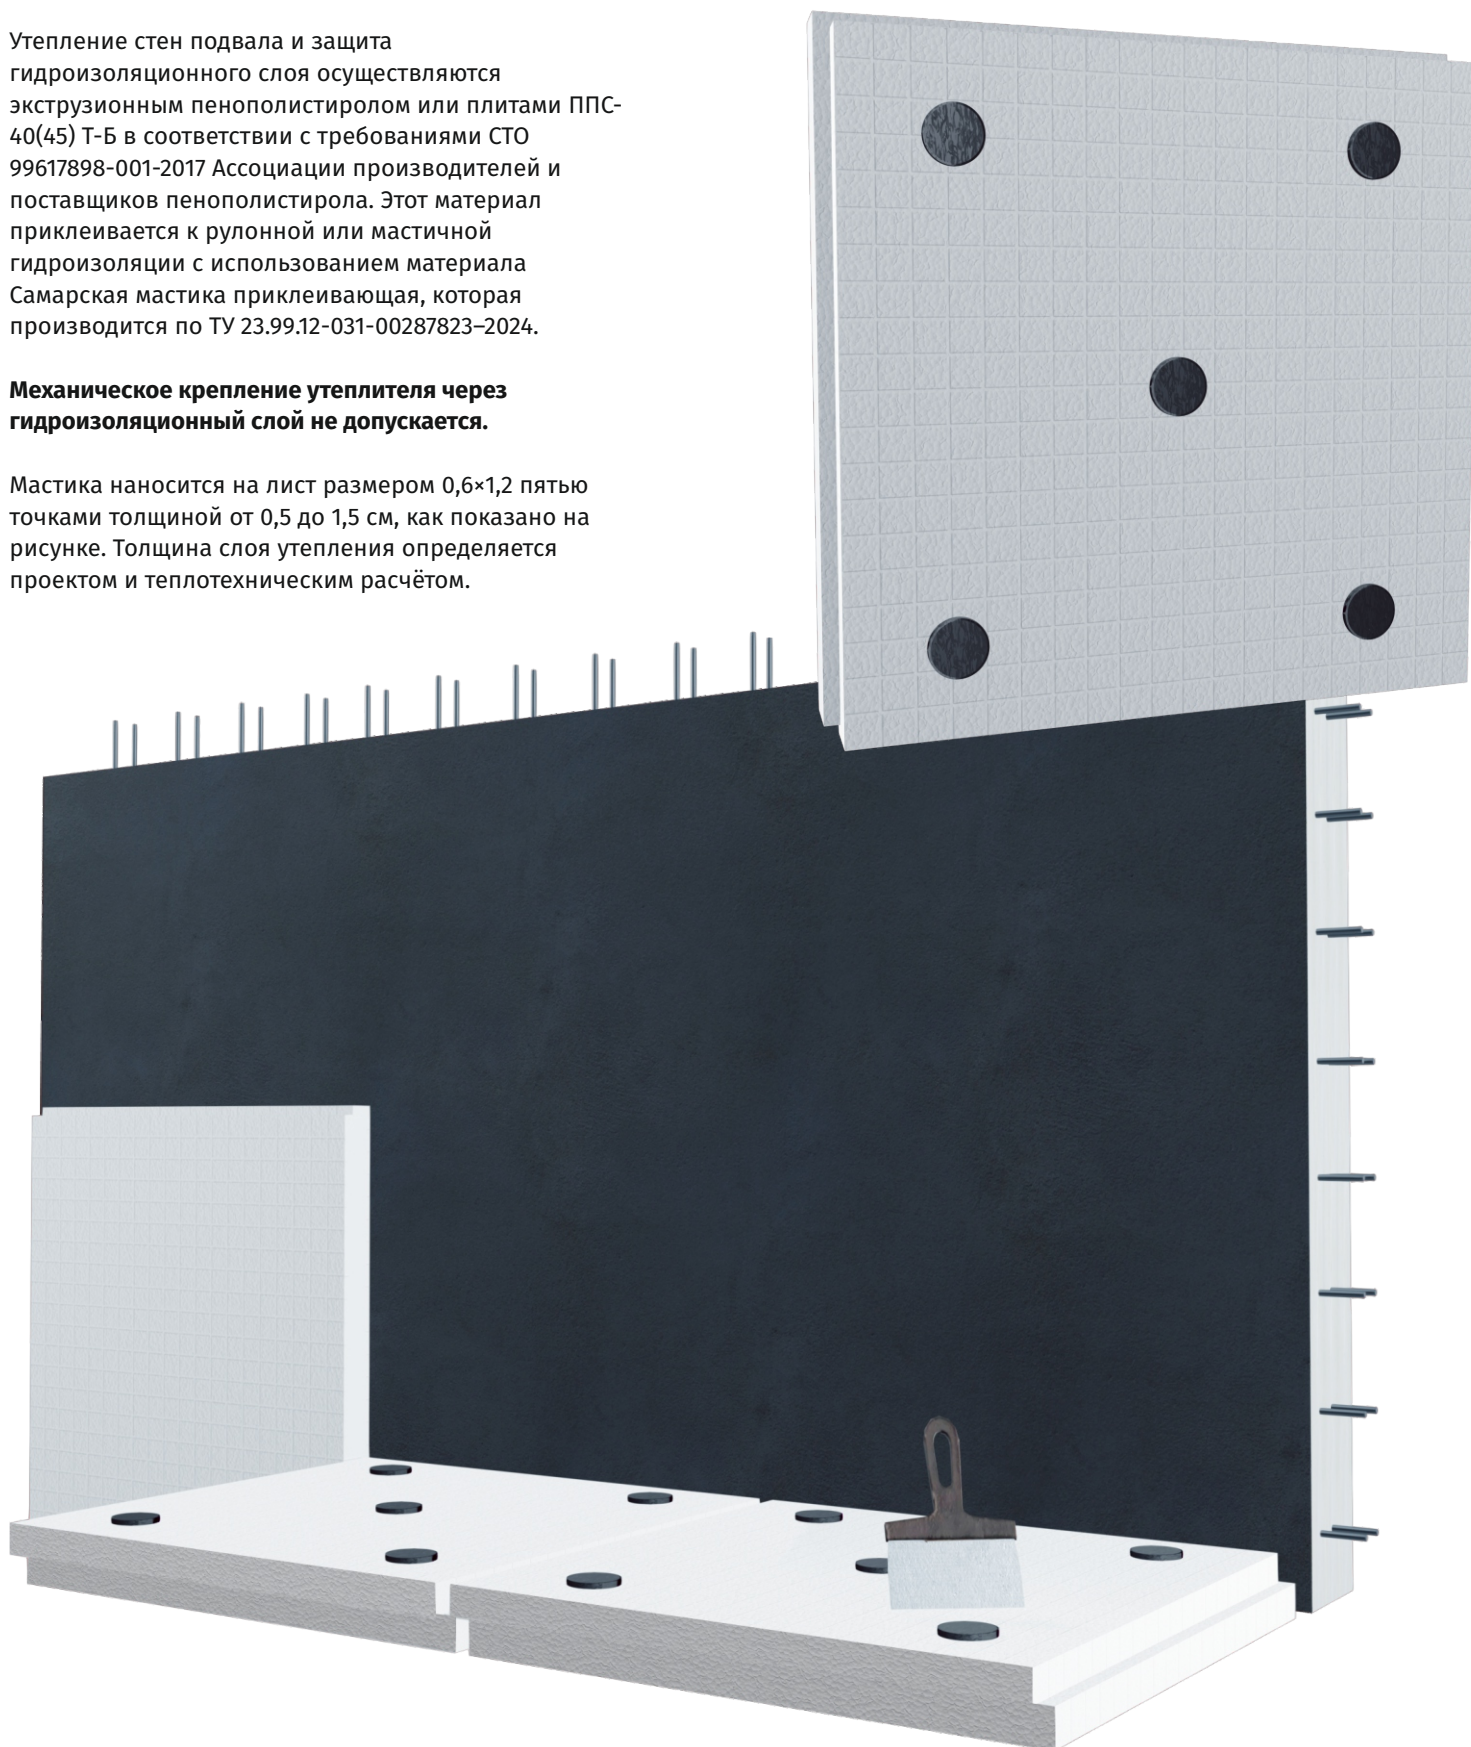 Утепление стен подвала и защита
гидроизоляционного слоя осуществляются
экструзионным пенополистиролом или плитами ППС-
40(45) Т-Б в соответствии с требованиями СТО
99617898-001-2017 Ассоциации производителей и
поставщиков пенополистирола. Этот материал
приклеивается к рулонной или мастичной
гидроизоляции с использованием материала
Самарская мастика приклеивающая, которая
производится по ТУ 23.99.12-031-00287823–2024.
Механическое крепление утеплителя через
гидроизоляционный слой не допускается.
Мастика наносится на лист размером 0,6×1,2 пятью
точками толщиной от 0,5 до 1,5 см, как показано на
рисунке. Толщина слоя утепления определяется
проектом и теплотехническим расчётом.